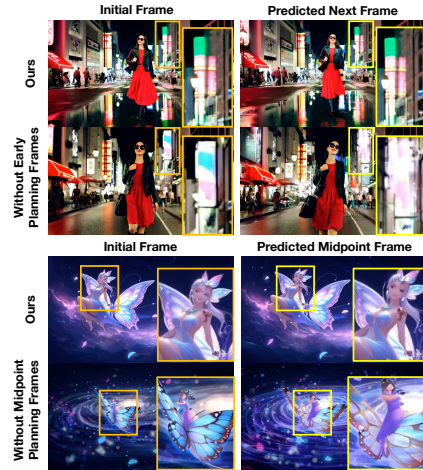 Initial Frame
Predicted Next Frame
Ours
Without Early
Planning Frames
Initial Frame
Predicted Midpoint Frame
Ours
Without Midpoint
Planning Frames